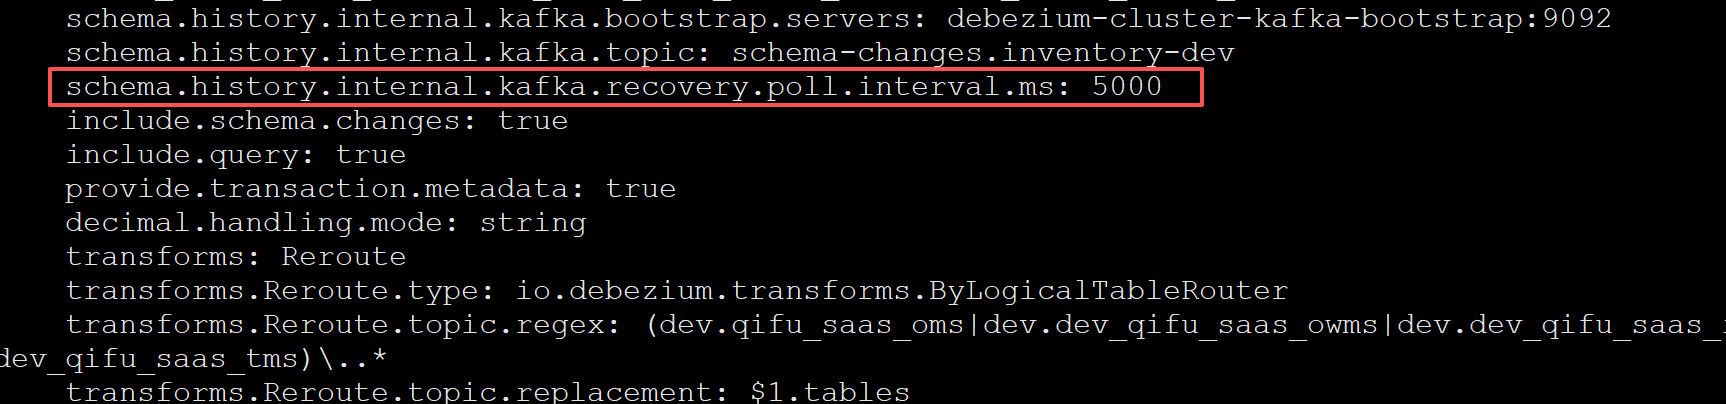 schema.history.internal.kafka.bootstrap.servers: debezium-cluster-kafka-bootstrap:9092
schema.history.internal.kafka.topic: schema-changes.inventory-dev
schema.history.internal.kafka.recovery.poll.interval.ms: 5000
include.schema.changes: true
include.query: true
provide.transaction.metadata: true
decimal.handling.mode: string
transforms: Reroute
transforms.Reroute.type: io.debezium.transforms.ByLogicalTableRouter
transforms.Reroute.topic.regex: (dev.qifu_saas_oms|dev.dev_qifu_saas_owms|dev.dev_qifu_saas_
dev_qifu_saas_tms)\..*
transforms.Reroute.topic.replacement: $1.tables